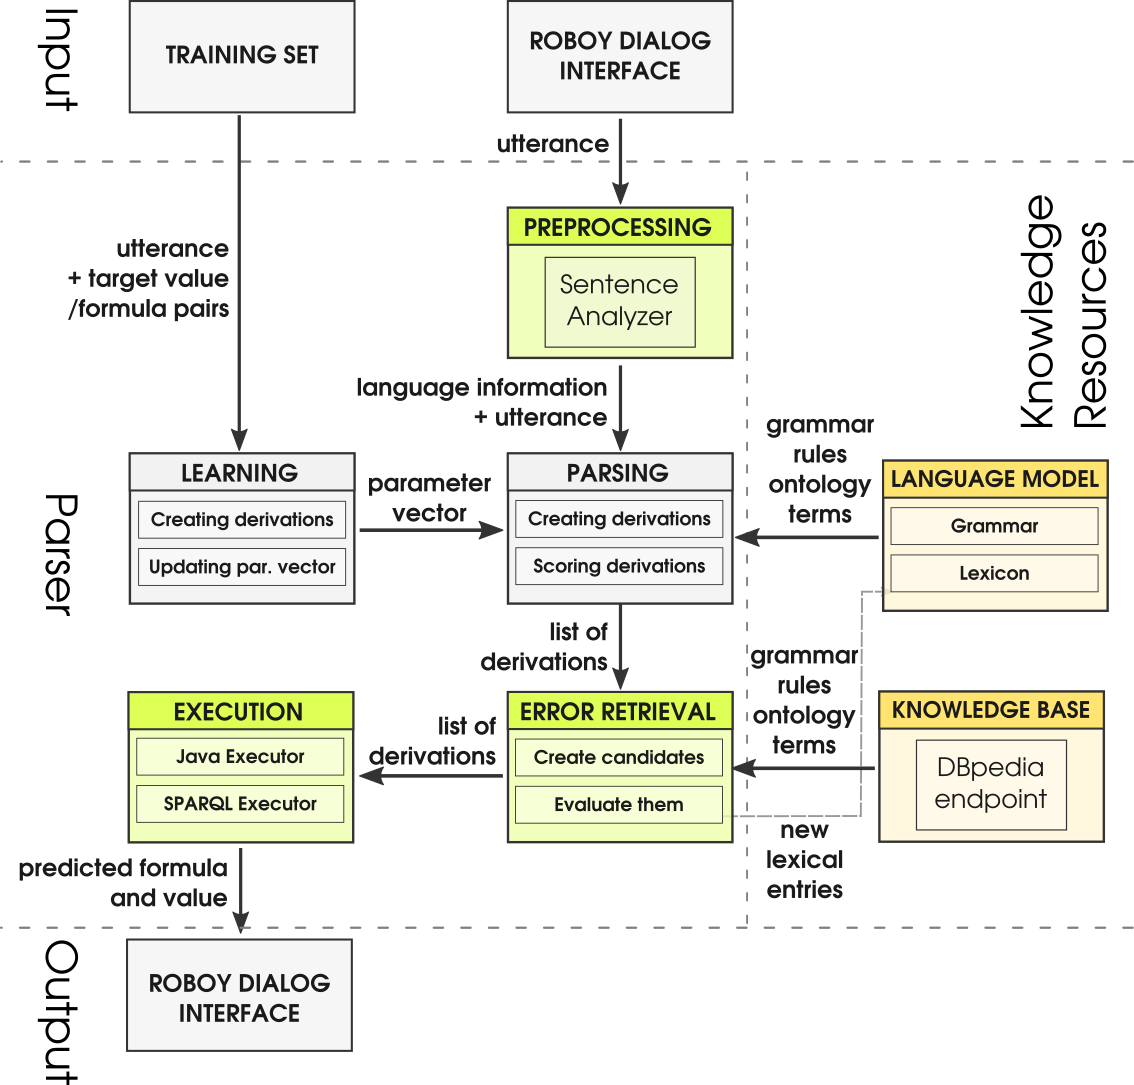 Input
TRAINING SET
ROBOY DIALOG
INTERFACE
utterance
Parser
utterance
+ target value
/formula pairs
PREPROCESSING
Sentence
Analyzer
Knowledge
Resources
language information
+ utterance
LEARNING
Creating derivations
Updating par. vector
parameter
vector
PARSING
Creating derivations
Scoring derivations
grammar
rules
ontology
terms
LANGUAGE MODEL
Grammar
Lexicon
list of
derivations
EXECUTION
Java Executor
SPARQL Executor
list of
derivations
ERROR RETRIEVAL
Create candidates
Evaluate them
grammar
rules
ontology
terms
KNOWLEDGE BASE
DBpedia
endpoint
new
lexical
entries
predicted formula
and value
Output
ROBOY DIALOG
INTERFACE